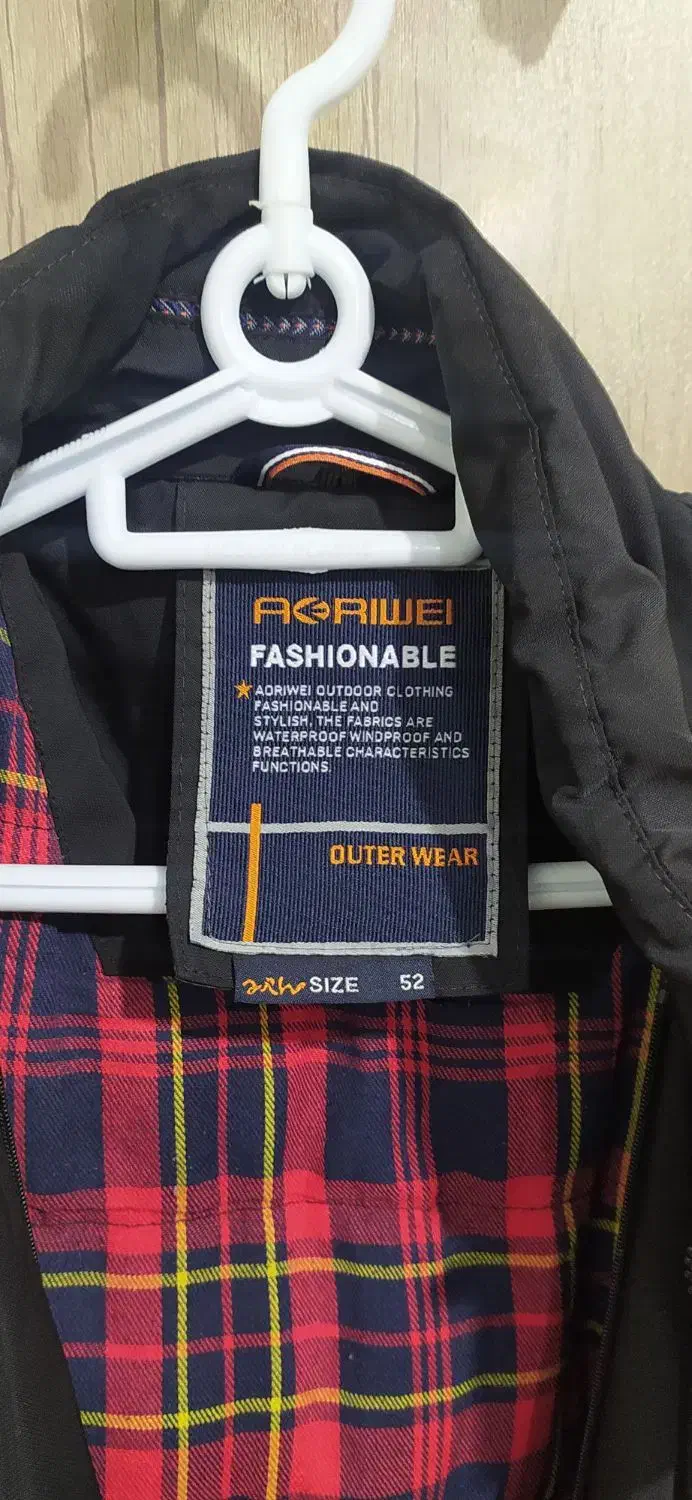 AORIWEI
FASHIONABLE
AORIWEI OUTDOOR CLOTHING
FASHIONABLE AND
STYLISH, THE FABRICS ARE
WATERPROOF WINDPROOF AND
BREATHABLE CHARACTERISTICS
FUNCTIONS.
OUTER WEAR
SIZE 52